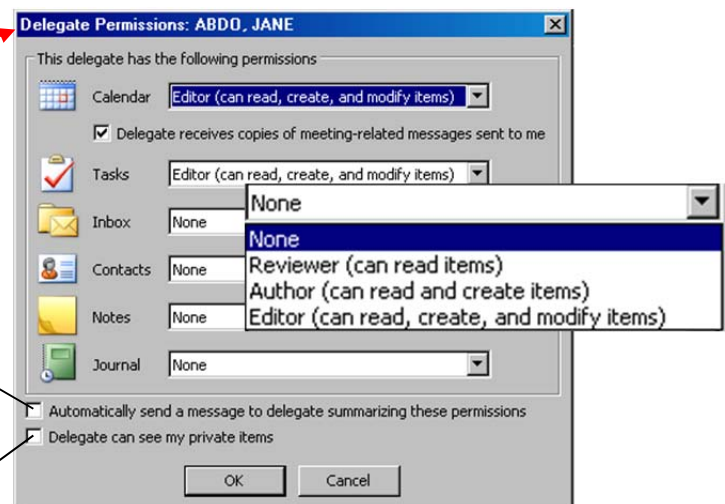 Delegate Permissions: ABDO, JANE
This delegate has the following permissions
Calendar Editor (can read, create, and modify items)
Delegate receives copies of meeting-related messages sent to me
Tasks Editor (can read, create, and modify items)
None
Inbox None
None
Reviewer (can read items)
Contacts None
Author (can read and create items)
Notes None
Editor (can read, create, and modify items)
Journal None
Automatically send a message to delegate summarizing these permissions
Delegate can see my private items
OK Cancel